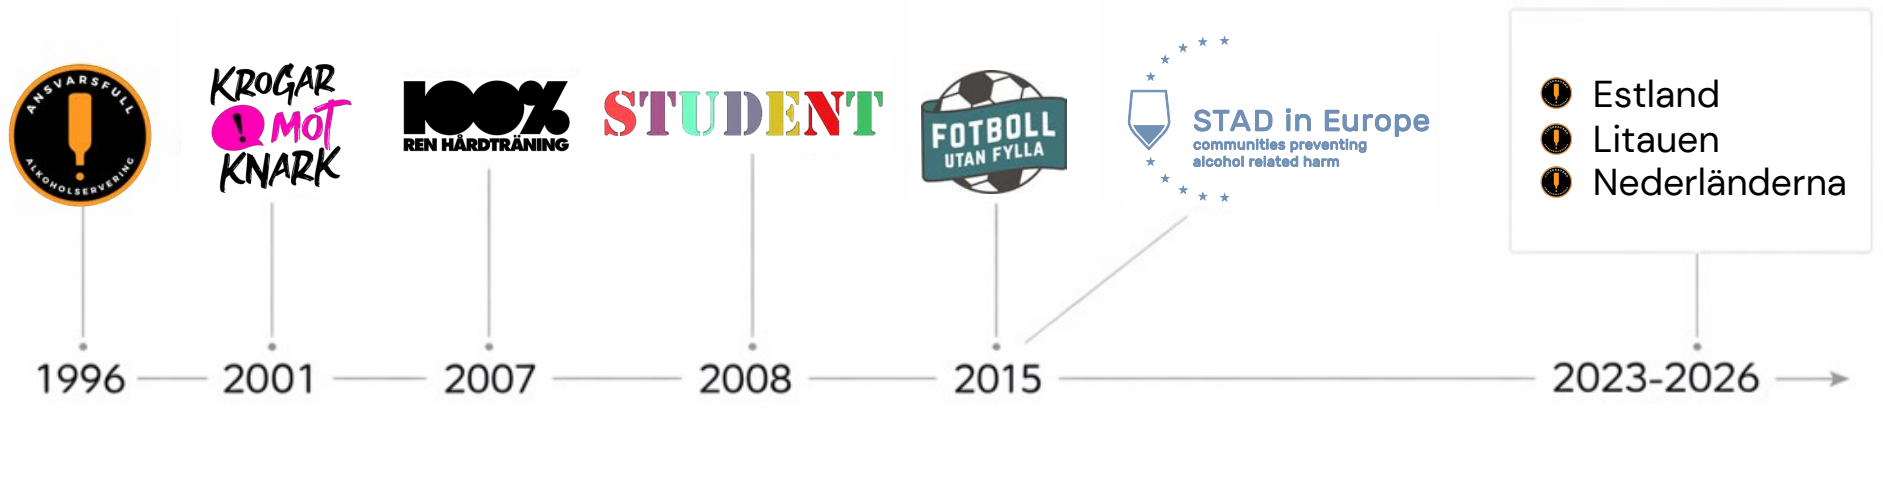 ANSVARSFULL
ALKOHOLSERVERING
KROGAR
MOT
KNARK
100%
REN HÅRDTRÄNING
STUDENT
FOTBOLL
UTAN FYLLA
STAD in Europe
communities preventing
alcohol related harm
Estland
Litauen
Nederländerna
1996
2001
2007
2008
2015
2023-2026